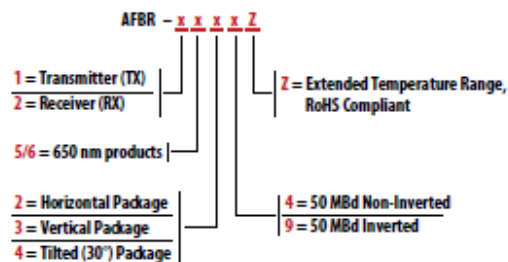 AFBR – x x x x Z
1 = Transmitter (TX)
2 = Receiver (RX)
5/6 = 650 nm products
2 = Horizontal Package
3 = Vertical Package
4 = Tilted (30°) Package
Z = Extended Temperature Range,
RoHS Compliant
4 = 50 MBd Non-Inverted
9 = 50 MBd Inverted